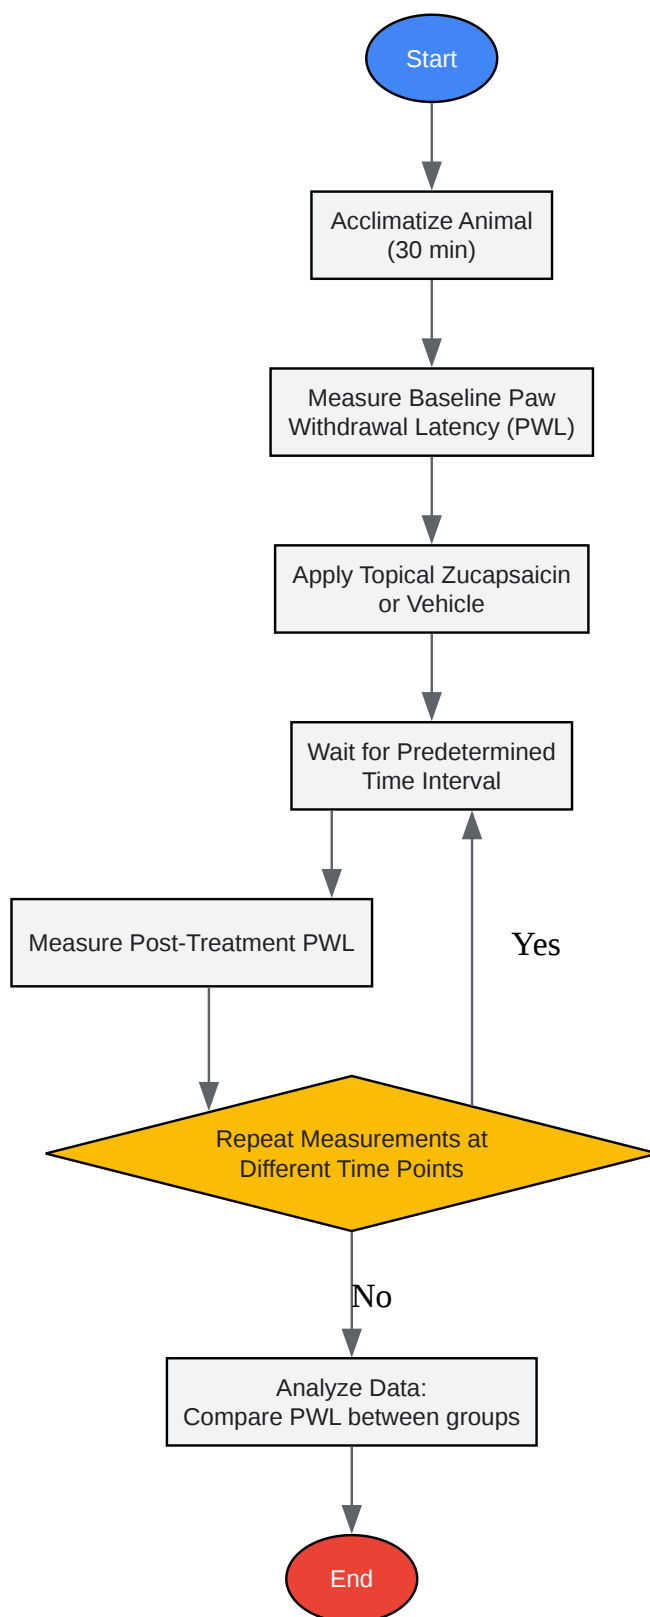 Start
Acclimatize Animal
(30 min)
Measure Baseline Paw
Withdrawal Latency (PWL)
Apply Topical Zucapsaicin
or Vehicle
Wait for Predetermined
Time Interval
Measure Post-Treatment PWL
Yes
Repeat Measurements at
Different Time Points
No
Analyze Data:
Compare PWL between groups
End